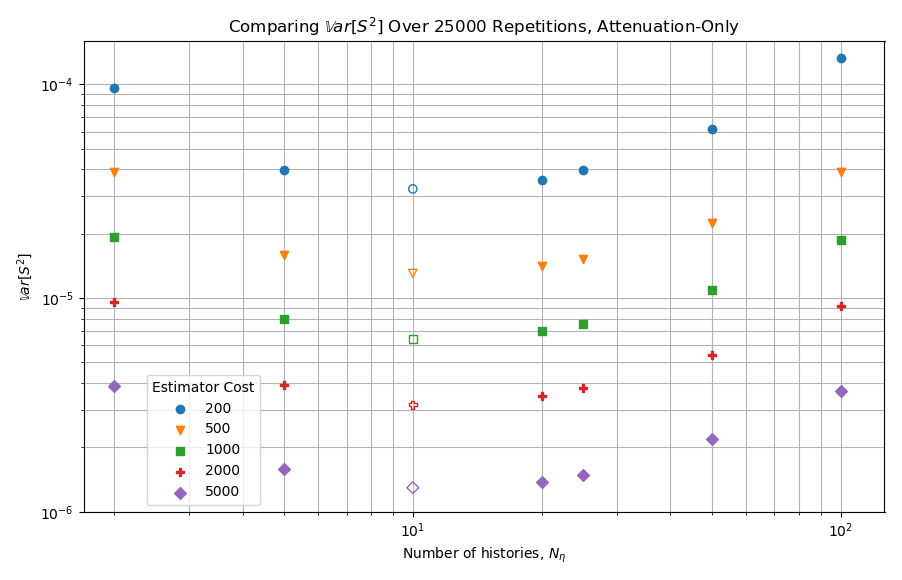 Comparing 𝕍ar[S²] Over 25000 Repetitions, Attenuation-Only
𝕍ar[S²]
10⁻⁴
10⁻⁵
10⁻⁶
Estimator Cost
200
500
1000
2000
5000
10¹
10²
Number of histories, Nη